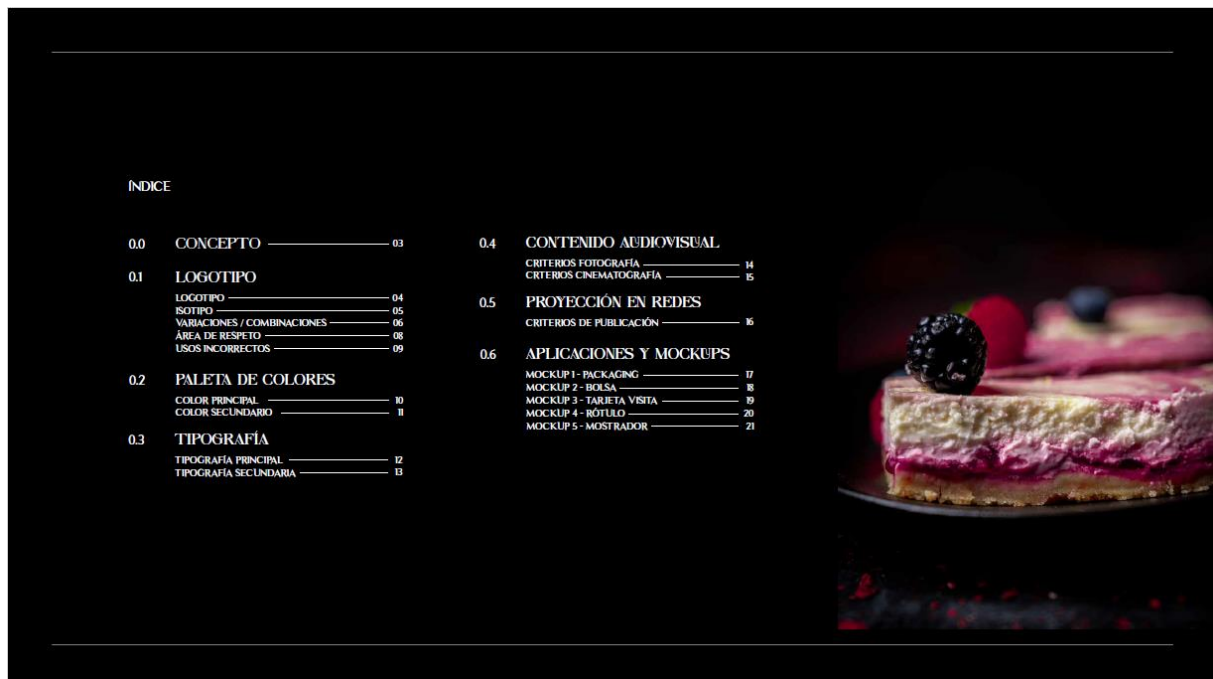 ÍNDICE
0.0 CONCEPTO 03
0.1 LOGOTIPO
LOGOTIPO 04
ISOTIPO 05
VARIACIONES / COMBINACIONES 06
ÁREA DE RESPETO 08
USOS INCORRECTOS 09
0.2 PALETA DE COLORES
COLOR PRINCIPAL 10
COLOR SECUNDARIO 11
0.3 TIPOGRAFÍA
TIPOGRAFÍA PRINCIPAL 12
TIPOGRAFÍA SECUNDARIA 13
0.4 CONTENIDO AUDIOVISUAL
CRITERIOS FOTOGRAFÍA 14
CRTERIOS CINEMATOGRAFÍA 15
0.5 PROYECCIÓN EN REDES
CRITERIOS DE PUBLICACIÓN 16
0.6 APLICACIONES Y MOCKUPS
MOCKUP 1 - PACKAGING 17
MOCKUP 2 - BOLSA 18
MOCKUP 3 - TARJETA VISITA 19
MOCKUP 4 - RÓTULO 20
MOCKUP 5 - MOSTRADOR 21